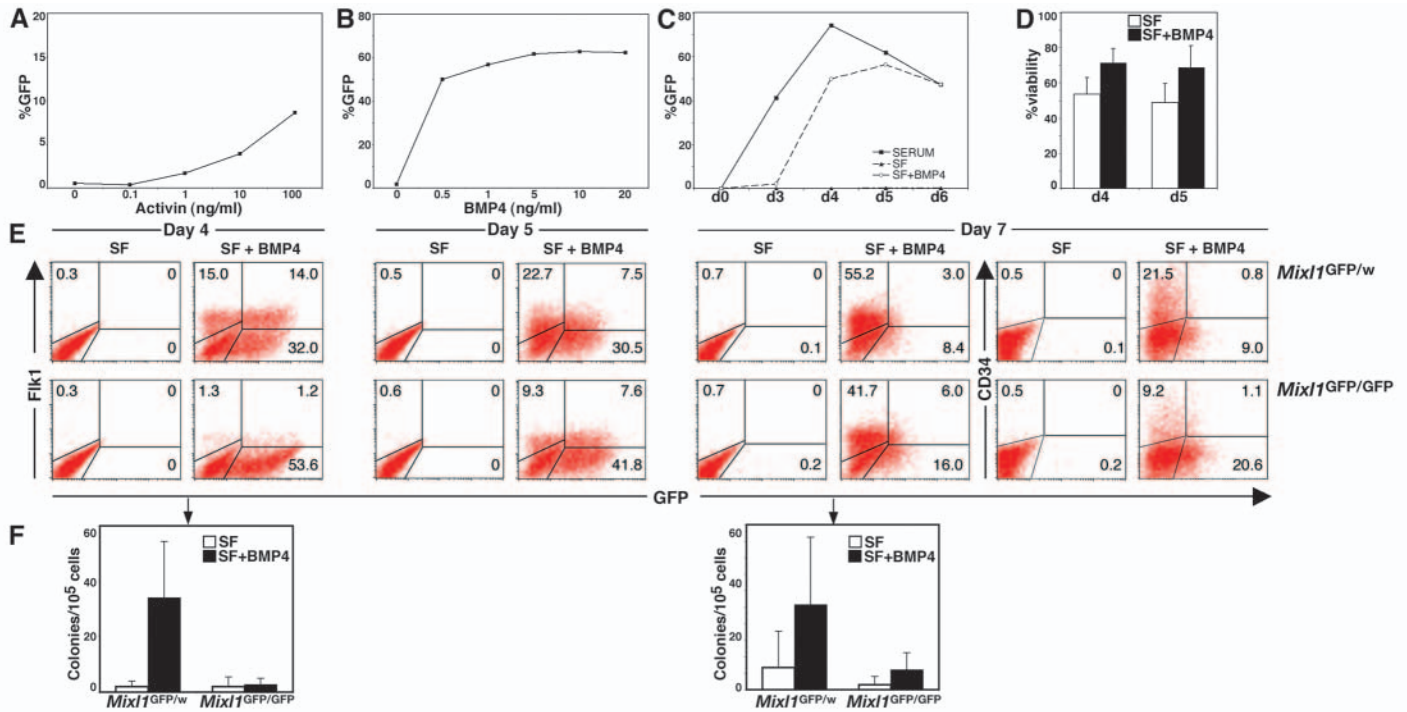 A
%GFP
20
15
10
5
0
0 0.1 1 10 100
Activin (ng/ml)
B
%GFP
80
60
40
20
0
0 0.5 1 5 10 20
BMP4 (ng/ml)
C
%GFP
80
60
40
20
0
d0 d3 d4 d5 d6
SERUM
SF
SF+BMP4
D
%viability
100
80
60
40
20
0
d4 d5
SF
SF+BMP4
E
Day 4 Day 5 Day 7
SF SF + BMP4 SF SF + BMP4 SF SF + BMP4 SF SF + BMP4
0.3 0 15.0 14.0 0.5 0 22.7 7.5 0.7 0 55.2 3.0 0.5 0 21.5 0.8
Mixl1GFP/w
0 32.0 0 30.5 0.1 8.4 0.1 9.0
Flk1
CD34
0.3 0 1.3 1.2 0.6 0 9.3 7.6 0.7 0 41.7 6.0 0.5 0 9.2 1.1
Mixl1GFP/GFP
0 53.6 0 41.8 0.2 16.0 0.2 20.6
GFP
F
Colonies/10⁵ cells
60
40
20
0
SF
SF+BMP4
Mixl1GFP/w Mixl1GFP/GFP
Colonies/10⁵ cells
60
40
20
0
SF
SF+BMP4
Mixl1GFP/w Mixl1GFP/GFP